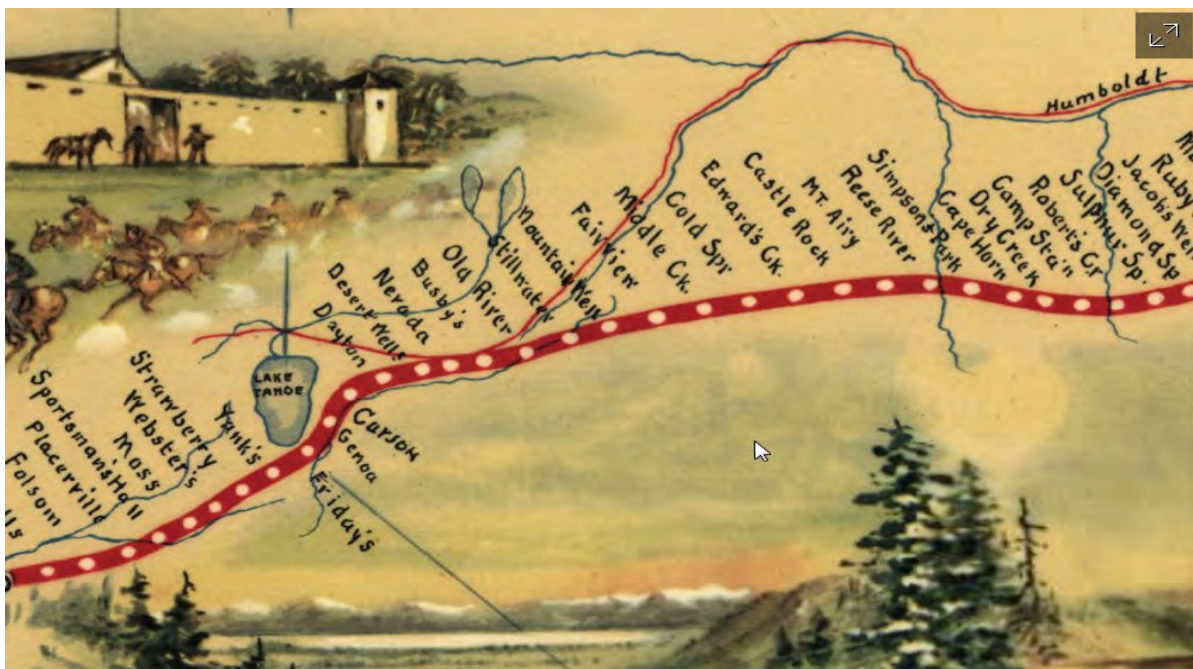 Humboldt
LAKE
TAHOE
Folsom
Placerville
Sportsman's Hall
Moss
Webster's
Strawberry
Yank's
Friday's
Genoa
Carson
Dayton
Desert Wells
Nevada
Busby's
Old River
Stillwater
Mountain Well
Fairview
Middle Ck.
Cold Spr
Edward's Ck.
Castle Rock
MT. Airy
Reese River
Simpsons Park
Cape Horn
Dry Creek
Camp Sta'n
Robert's Cr
Sulphur Sp.
Diamond Sp
Jacob's Well
Ruby